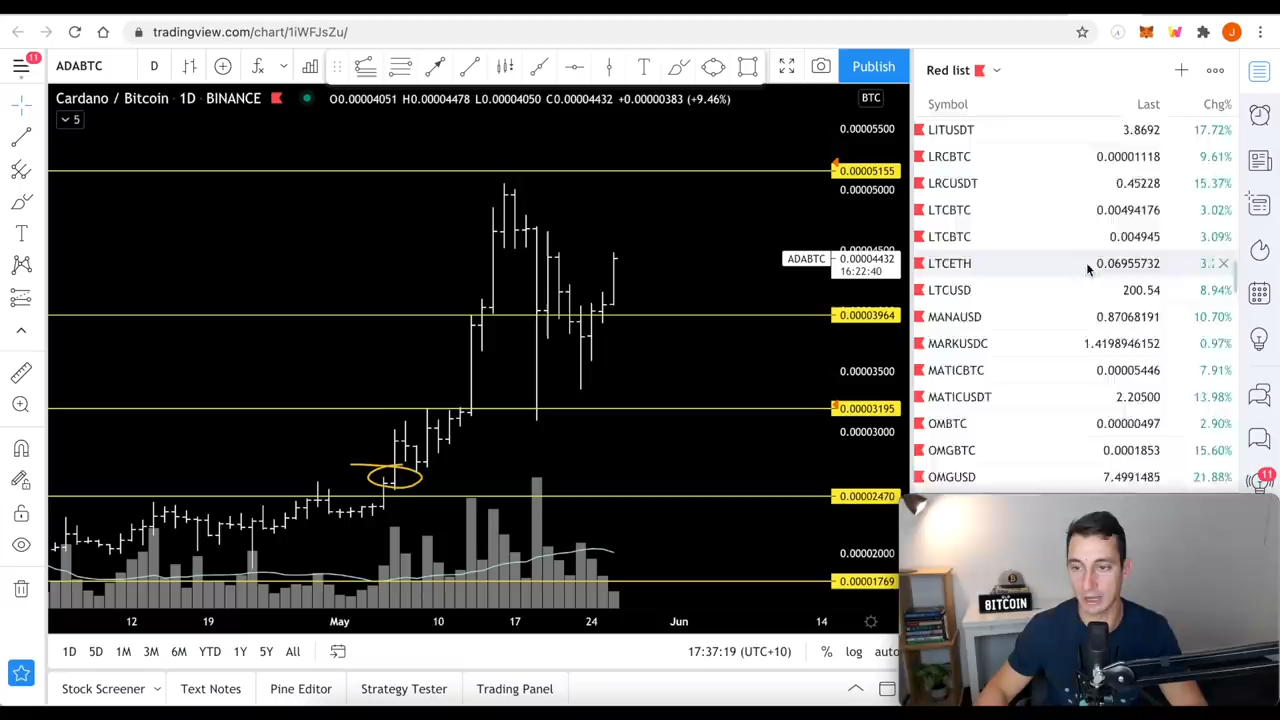 tradingview.com/chart/1iWFJsZu/
J
11
ADABTC
D
Publish
Cardano / Bitcoin · 1D · BINANCE
O0.00004051 H0.00004478 L0.00004050 C0.00004432 +0.00000383 (+9.46%)
BTC
5
0.00005500
0.00005155
0.00005000
0.00004500
ADABTC
0.00004432
16:22:40
0.00003964
0.00003500
0.00003195
0.00003000
0.00002470
0.00002000
0.00001769
12
19
May
10
17
24
Jun
14
1D
5D
1M
3M
6M
YTD
1Y
5Y
All
17:37:19 (UTC+10)
%
log
auto
Stock Screener
Text Notes
Pine Editor
Strategy Tester
Trading Panel
Red list
Symbol Last Chg%
LITUSDT 3.8692 17.72%
LRCBTC 0.00001118 9.61%
LRCUSDT 0.45228 15.37%
LTCBTC 0.00494176 3.02%
LTCBTC 0.004945 3.09%
LTCETH 0.06955732
LTCUSD 200.54 8.94%
MANAUSD 0.87068191 10.70%
MARKUSDC 1.4198946152 0.97%
MATICBTC 0.00005446 7.91%
MATICUSDT 2.20500 13.98%
OMBTC 0.00000497 2.90%
OMGBTC 0.0001853 15.60%
OMGUSD 7.4991485 21.88%
11
BITCOIN